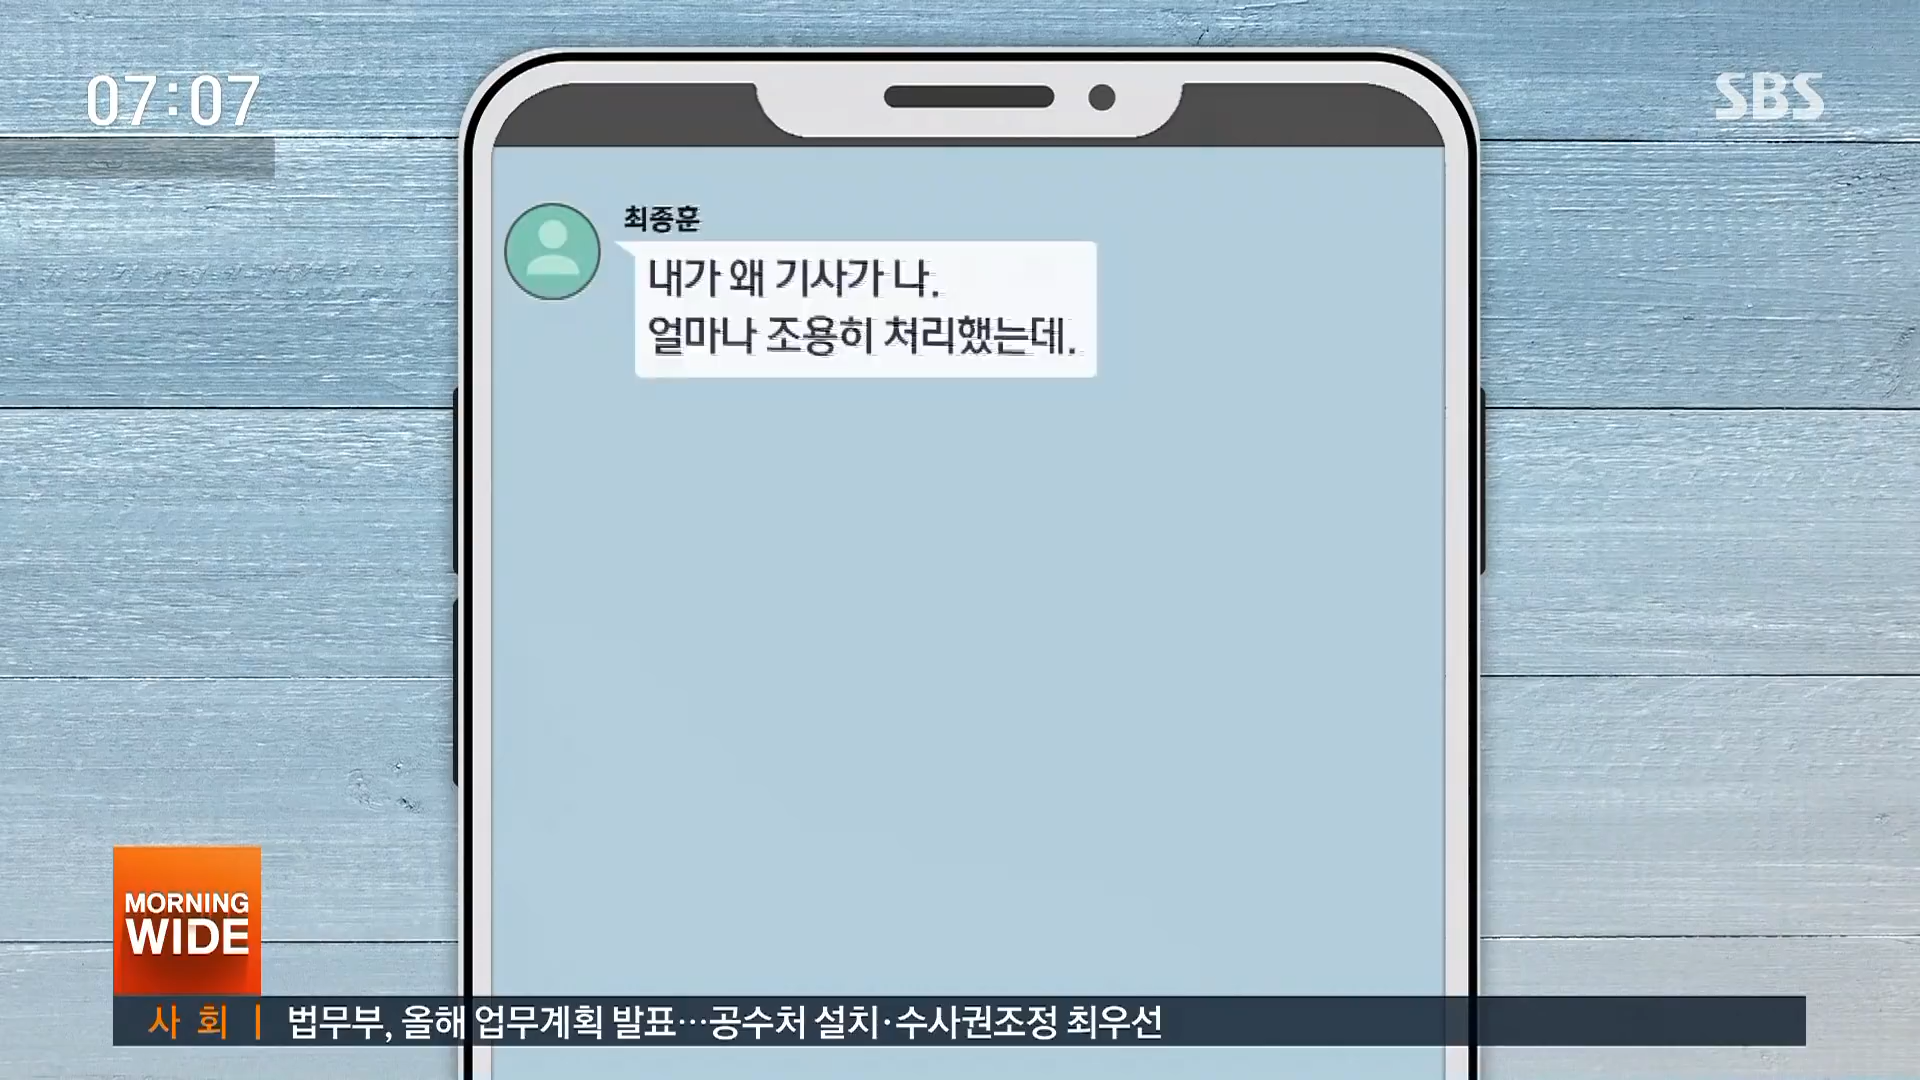 07:07
SBS
최종훈
내가 왜 기사가 나.
얼마나 조용히 처리했는데.
MORNING
WIDE
사 회 | 법무부, 올해 업무계획 발표…공수처 설치·수사권조정 최우선